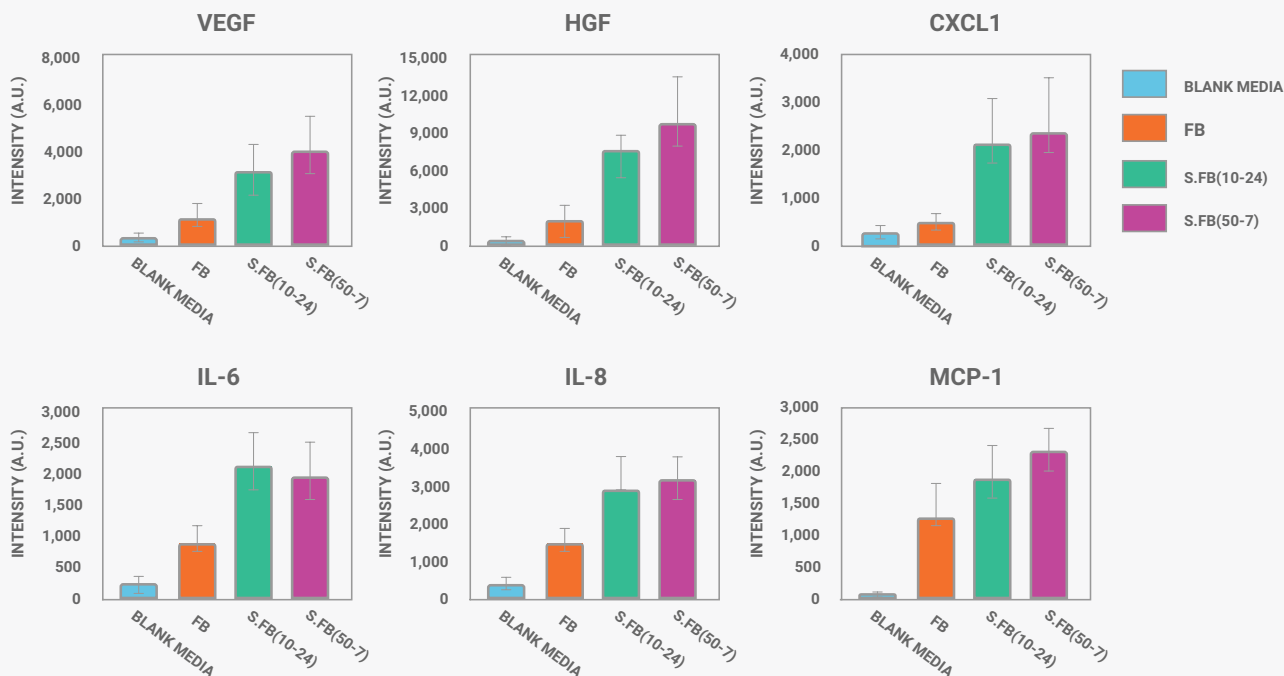 VEGF
INTENSITY (A.U.)
8,000
6,000
4,000
2,000
0
BLANK MEDIA
FB
S.FB(10-24)
S.FB(50-7)
HGF
INTENSITY (A.U.)
15,000
12,000
9,000
6,000
3,000
0
BLANK MEDIA
FB
S.FB(10-24)
S.FB(50-7)
CXCL1
INTENSITY (A.U.)
4,000
3,000
2,000
1,000
0
BLANK MEDIA
FB
S.FB(10-24)
S.FB(50-7)
BLANK MEDIA
FB
S.FB(10-24)
S.FB(50-7)
IL-6
INTENSITY (A.U.)
3,000
2,500
2,000
1,500
1,000
500
0
BLANK MEDIA
FB
S.FB(10-24)
S.FB(50-7)
IL-8
INTENSITY (A.U.)
5,000
4,000
3,000
2,000
1,000
0
BLANK MEDIA
FB
S.FB(10-24)
S.FB(50-7)
MCP-1
INTENSITY (A.U.)
3,000
2,500
2,000
1,500
1,000
500
0
BLANK MEDIA
FB
S.FB(10-24)
S.FB(50-7)